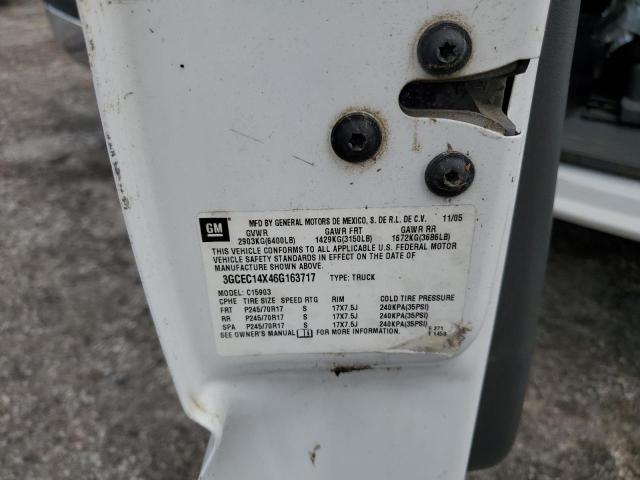 GM
MFD BY GENERAL MOTORS DE MEXICO, S. DE R.L. DE C.V. 11/05
GVWR GAWR FRT GAWR RR
2903KG(6400LB) 1429KG(3150LB) 1672KG(3686LB)
THIS VEHICLE CONFORMS TO ALL APPLICABLE U.S. FEDERAL MOTOR
VEHICLE SAFETY STANDARDS IN EFFECT ON THE DATE OF
MANUFACTURE SHOWN ABOVE.
3GCEC14X46G163717 TYPE: TRUCK
MODEL: C15903
CPHE TIRE SIZE SPEED RTG RIM COLD TIRE PRESSURE
FRT P245/70R17 S 17X7.5J 240KPA(35PSI)
RR P245/70R17 S 17X7.5J 240KPA(35PSI)
SPA P245/70R17 S 17X7.5J 240KPA(35PSI)
SEE OWNER'S MANUAL FOR MORE INFORMATION.